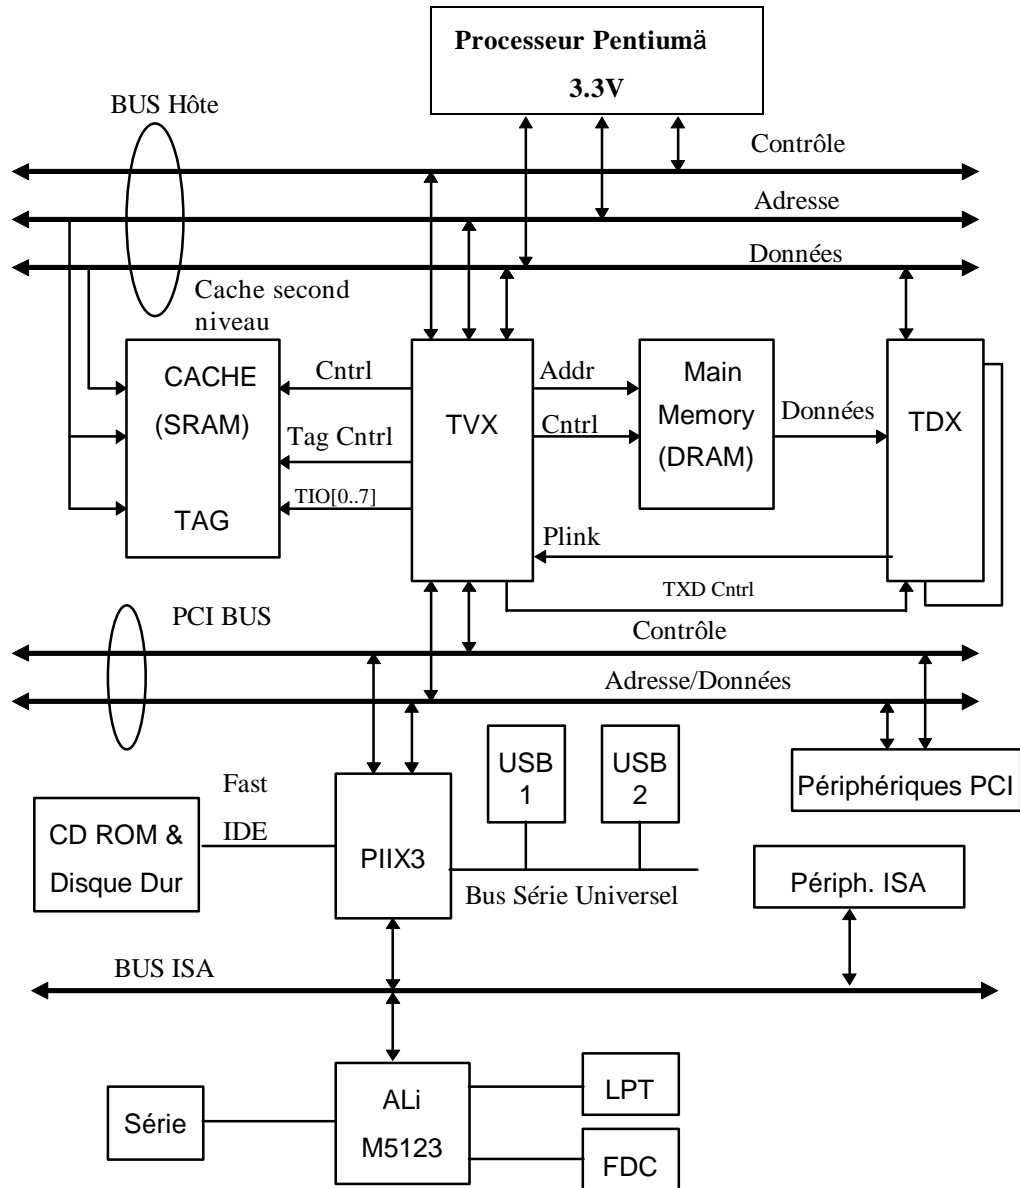 Processeur Pentiumä
3.3V
BUS Hôte
Contrôle
Adresse
Données
Cache second
niveau
CACHE
(SRAM)
TAG
Cntrl
Tag Cntrl
TIO[0..7]
TVX
Addr
Cntrl
Main
Memory
(DRAM)
Données
TDX
Plink
TXD Cntrl
PCI BUS
Contrôle
Adresse/Données
USB
1
USB
2
Périphériques PCI
Fast
IDE
CD ROM &
Disque Dur
PIIX3
Bus Série Universel
Périph. ISA
BUS ISA
ALi
M5123
Série
LPT
FDC